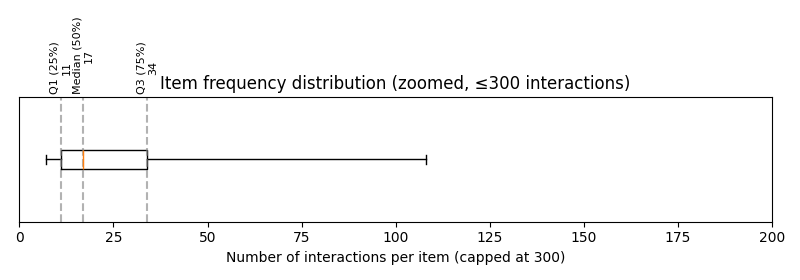 Q1 (25%)
11
Median (50%)
17
Q3 (75%)
34
Item frequency distribution (zoomed, ≤300 interactions)
0 25 50 75 100 125 150 175 200
Number of interactions per item (capped at 300)